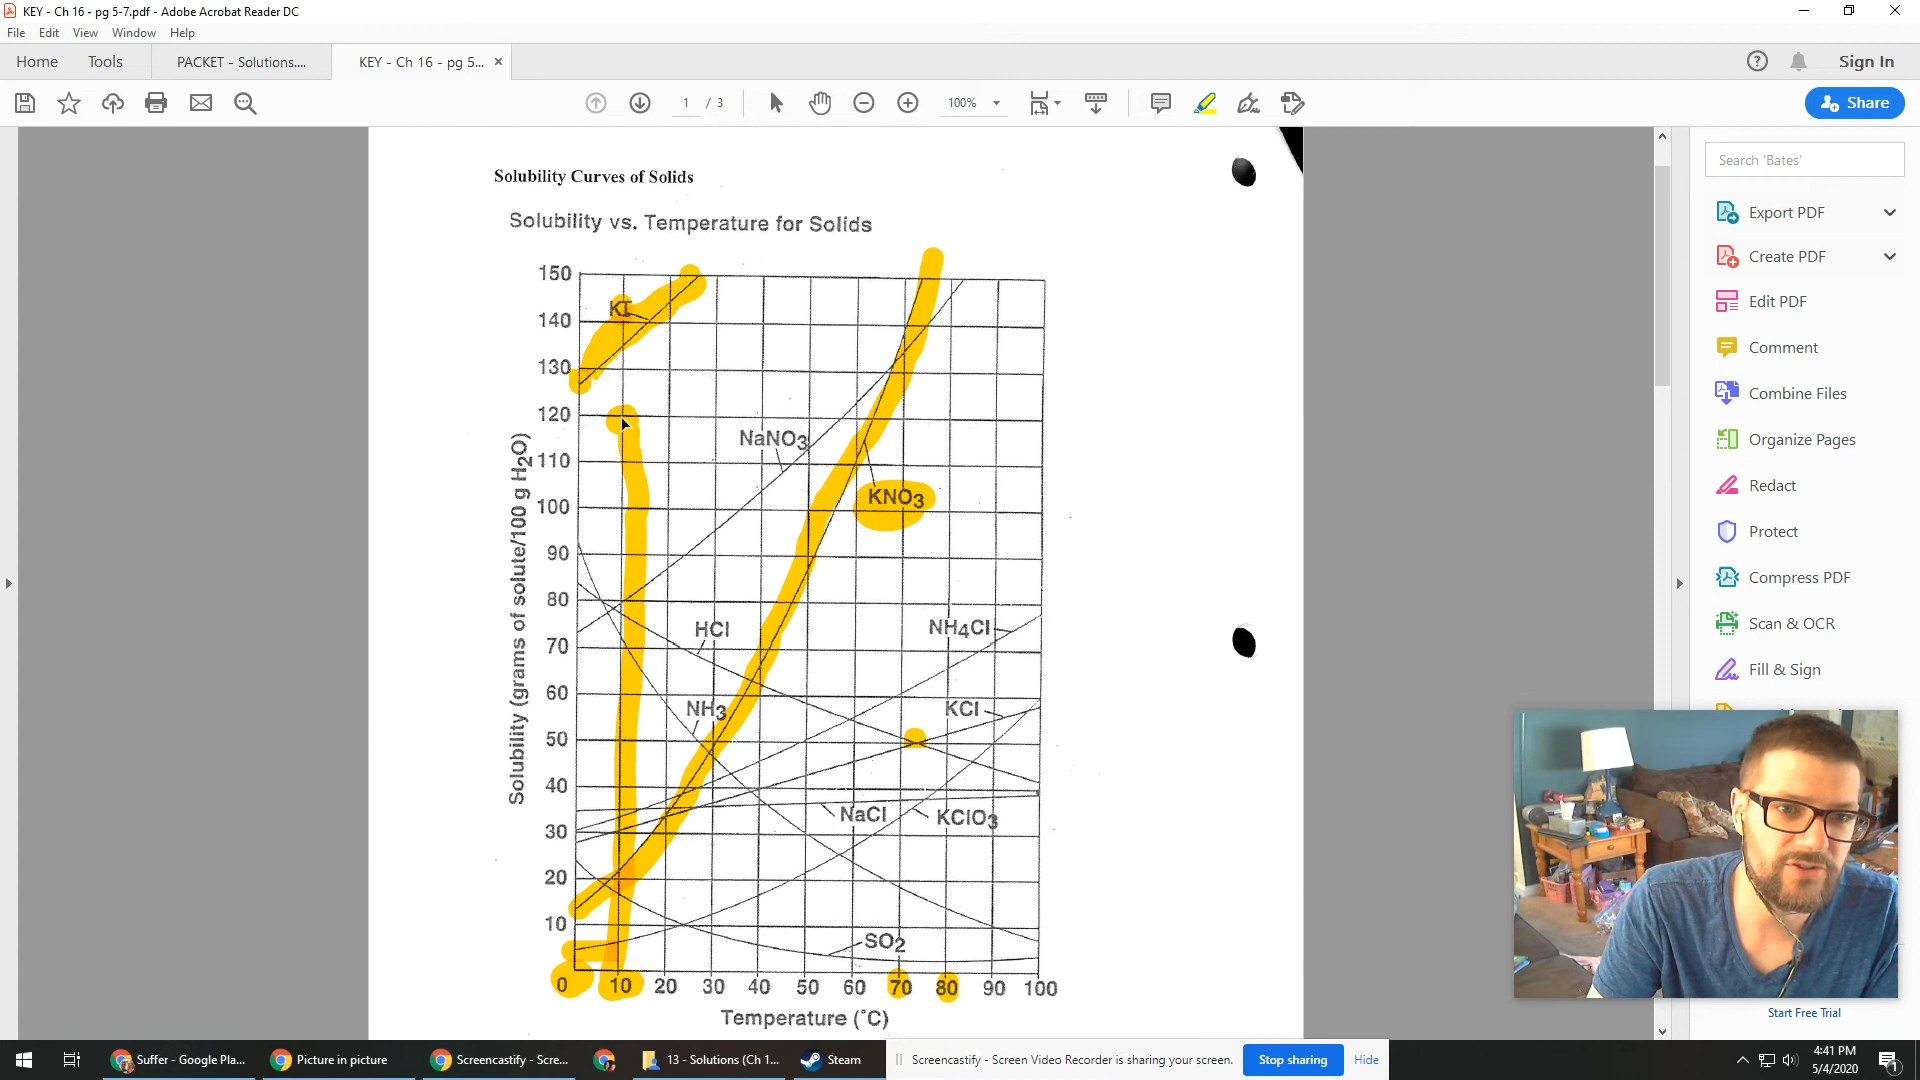 KEY - Ch 16 - pg 5-7.pdf - Adobe Acrobat Reader DC
File Edit View Window Help
Home Tools PACKET - Solutions.... KEY - Ch 16 - pg 5... × Sign In
1 / 3 100% Share
Search 'Bates'
Export PDF
Create PDF
Edit PDF
Comment
Combine Files
Organize Pages
Redact
Protect
Compress PDF
Scan & OCR
Fill & Sign
Start Free Trial
Solubility Curves of Solids
Solubility vs. Temperature for Solids
Solubility (grams of solute/100 g H2O)
150
140
130
120
110
100
90
80
70
60
50
40
30
20
10
KI
NaNO3
KNO3
HCl
NH4Cl
NH3
KCl
NaCl
KClO3
SO2
0 10 20 30 40 50 60 70 80 90 100
Temperature (°C)
Suffer - Google Pla... Picture in picture Screencastify - Scre... 13 - Solutions (Ch 1... Steam
Screencastify - Screen Video Recorder is sharing your screen. Stop sharing Hide
4:41 PM
5/4/2020
1